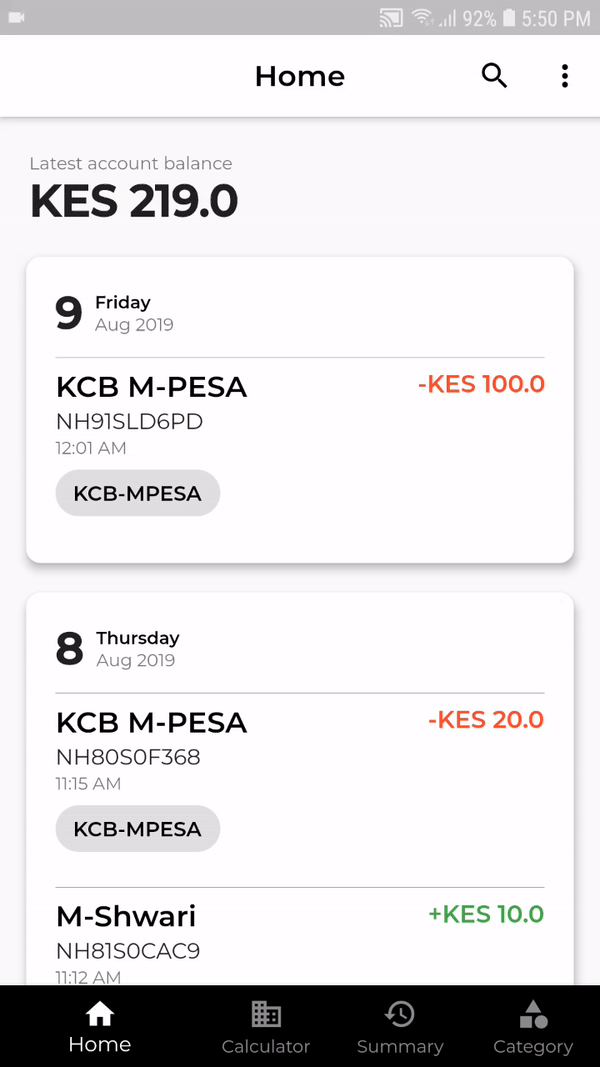 92% 5:50 PM
Home
Latest account balance
KES 219.0
9 Friday
Aug 2019
KCB M-PESA -KES 100.0
NH91SLD6PD
12:01 AM
KCB-MPESA
8 Thursday
Aug 2019
KCB M-PESA -KES 20.0
NH80S0F368
11:15 AM
KCB-MPESA
M-Shwari +KES 10.0
NH81S0CAC9
11:12 AM
Home Calculator Summary Category